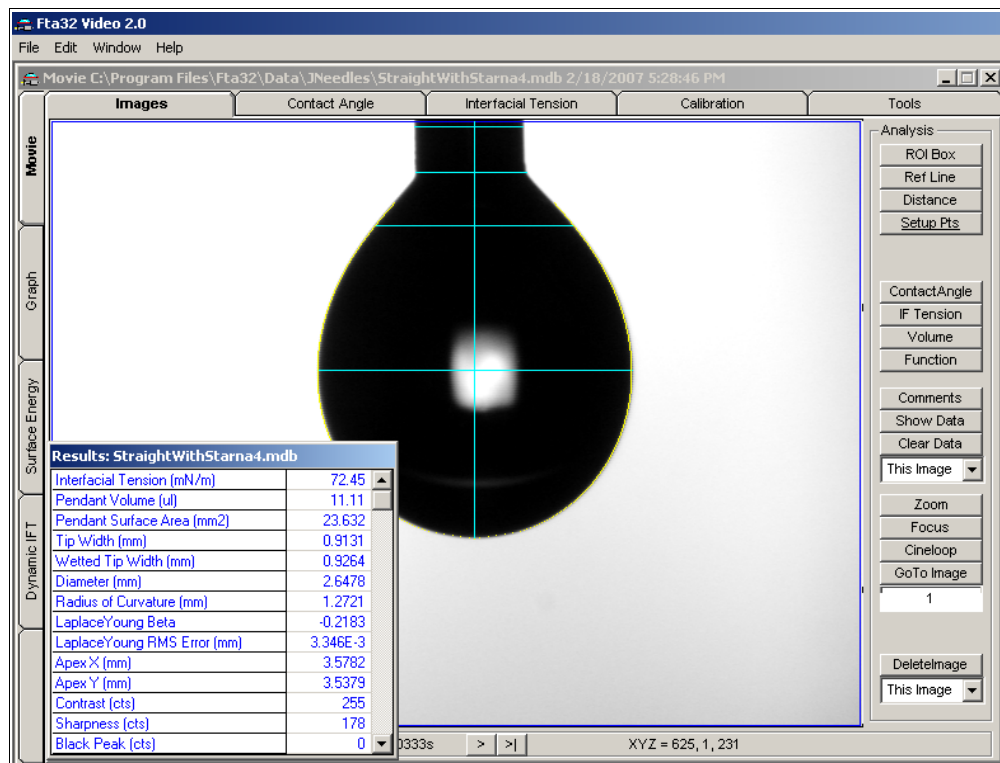 Fta32 Video 2.0
File Edit Window Help
Movie C:\Program Files\Fta32\Data\JNeedles\StraightWithStarna4.mdb 2/18/2007 5:28:46 PM
Images Contact Angle Interfacial Tension Calibration Tools
Movie
Graph
Surface Energy
Dynamic IFT
Analysis
ROI Box
Ref Line
Distance
Setup Pts
ContactAngle
IF Tension
Volume
Function
Comments
Show Data
Clear Data
This Image
Zoom
Focus
Cineloop
GoTo Image
1
DeleteImage
This Image
Results: StraightWithStarna4.mdb
Interfacial Tension (mN/m) 72.45
Pendant Volume (ul) 11.11
Pendant Surface Area (mm2) 23.632
Tip Width (mm) 0.9131
Wetted Tip Width (mm) 0.9264
Diameter (mm) 2.6478
Radius of Curvature (mm) 1.2721
LaplaceYoung Beta -0.2183
LaplaceYoung RMS Error (mm) 3.346E-3
Apex X (mm) 3.5782
Apex Y (mm) 3.5379
Contrast (cts) 255
Sharpness (cts) 178
Black Peak (cts) 0
0333s > >| XYZ = 625, 1, 231